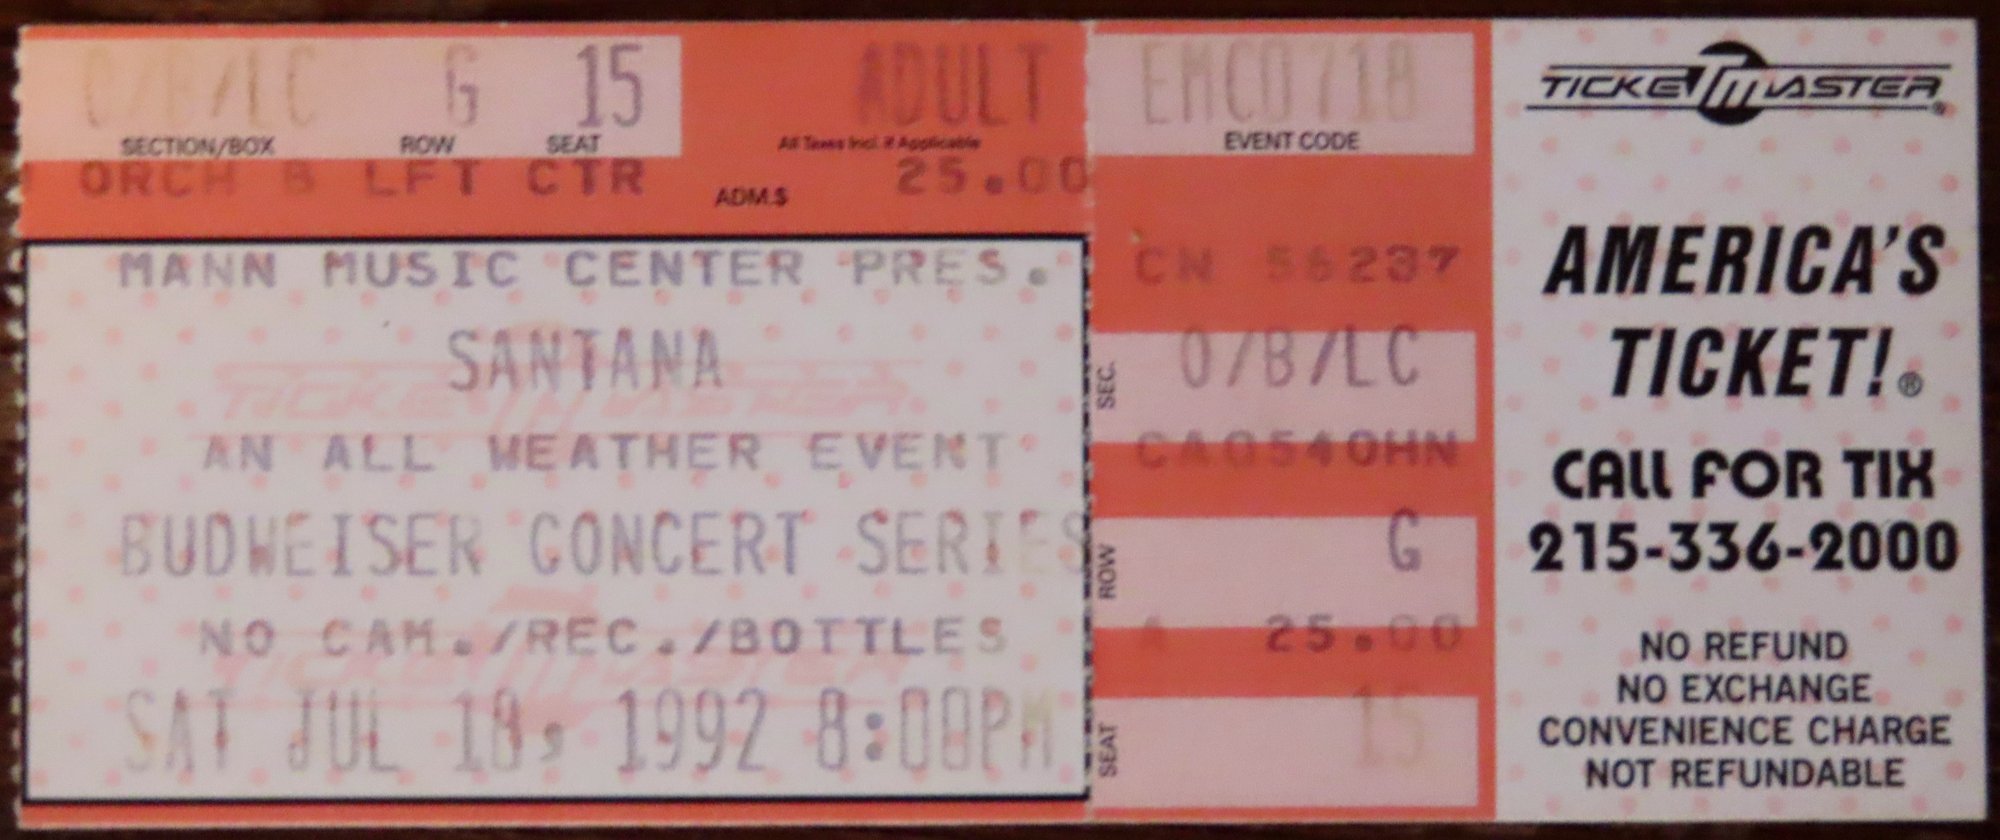 O/B/LC G 15 ADULT
SECTION/BOX ROW SEAT All Taxes Incl. If Applicable
ORCH B LFT CTR ADM.$ 25.00
MANN MUSIC CENTER PRES.
SANTANA
AN ALL WEATHER EVENT
BUDWEISER CONCERT SERIES
NO CAM./REC./BOTTLES
SAT JUL 18, 1992 8:00PM
TICKETMASTER
TICKETMASTER
EMC0718
EVENT CODE
CN 56237
SEC. O/B/LC
CA0540HN
ROW G
A 25.00
SEAT 15
TICKETMASTER®
AMERICA'S
TICKET!®
CALL FOR TIX
215-336-2000
NO REFUND
NO EXCHANGE
CONVENIENCE CHARGE
NOT REFUNDABLE